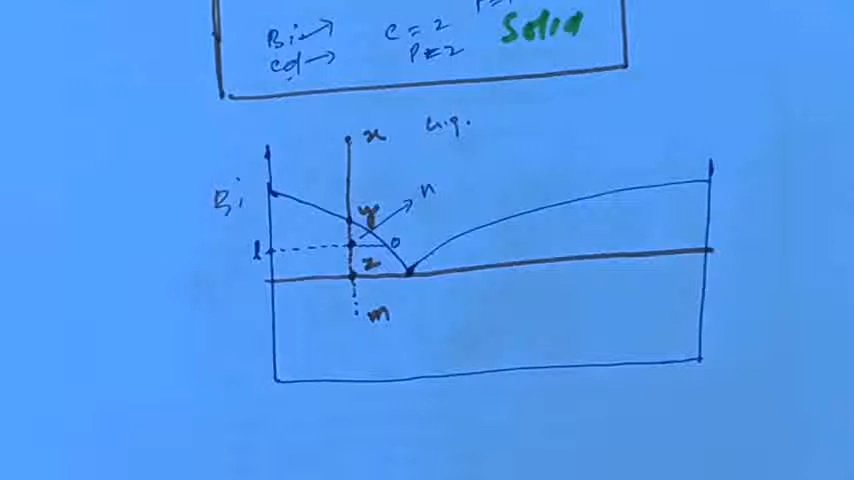 Bi → C = 2 Solid
Cd → P = 2
x Liq.
Bi
y n
l o
z
m